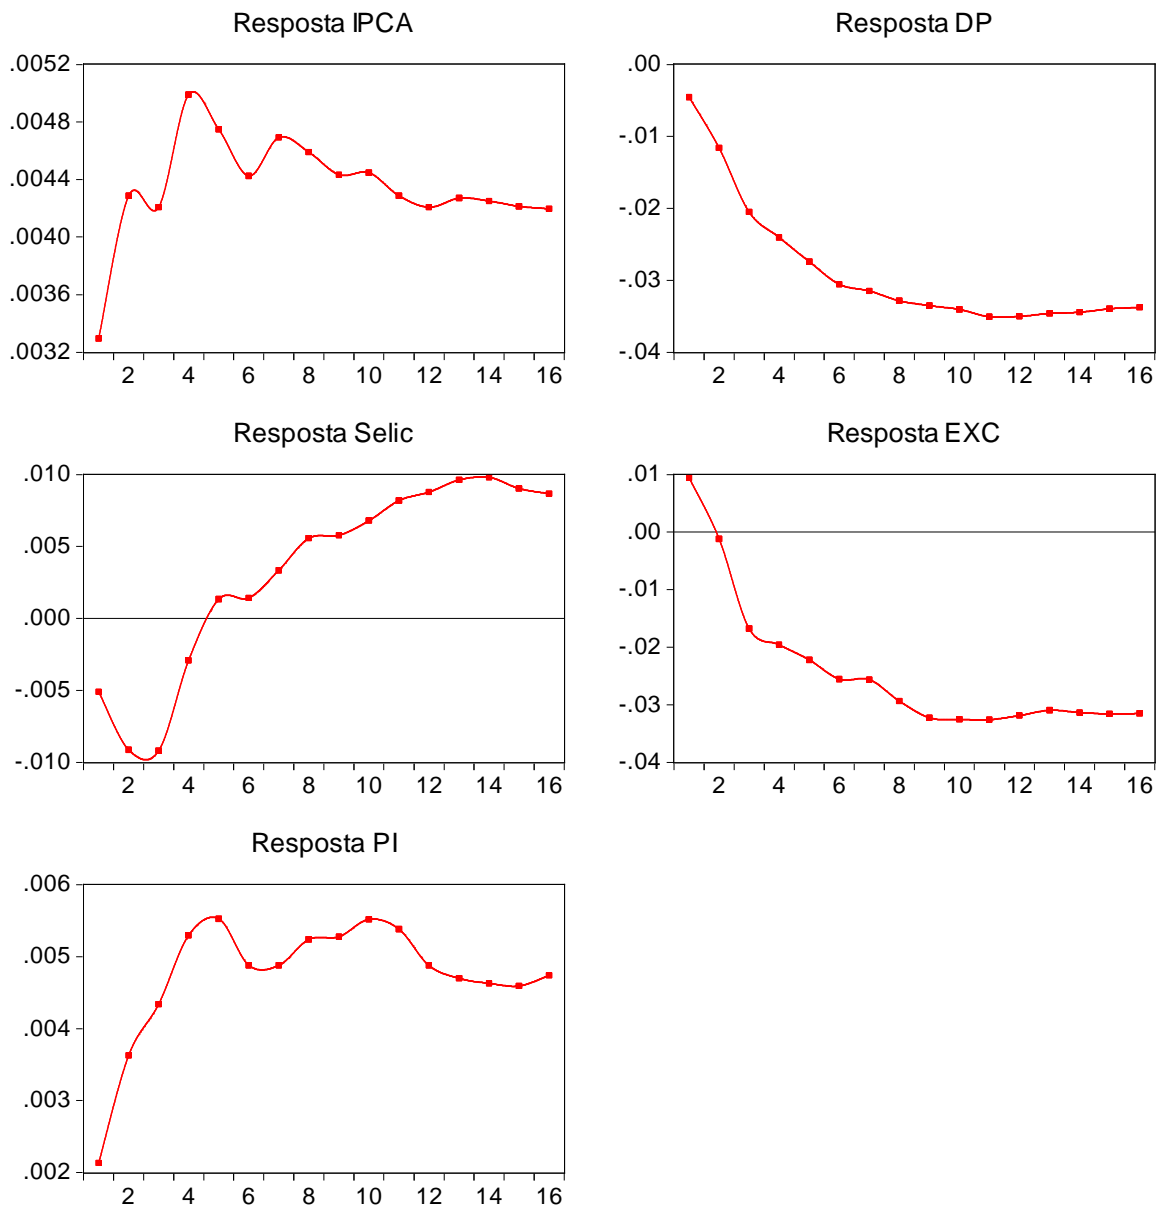 Resposta IPCA
.0052
.0048
.0044
.0040
.0036
.0032
2 4 6 8 10 12 14 16
Resposta DP
.00
-.01
-.02
-.03
-.04
2 4 6 8 10 12 14 16
Resposta Selic
.010
.005
.000
-.005
-.010
2 4 6 8 10 12 14 16
Resposta EXC
.01
.00
-.01
-.02
-.03
-.04
2 4 6 8 10 12 14 16
Resposta PI
.006
.005
.004
.003
.002
2 4 6 8 10 12 14 16